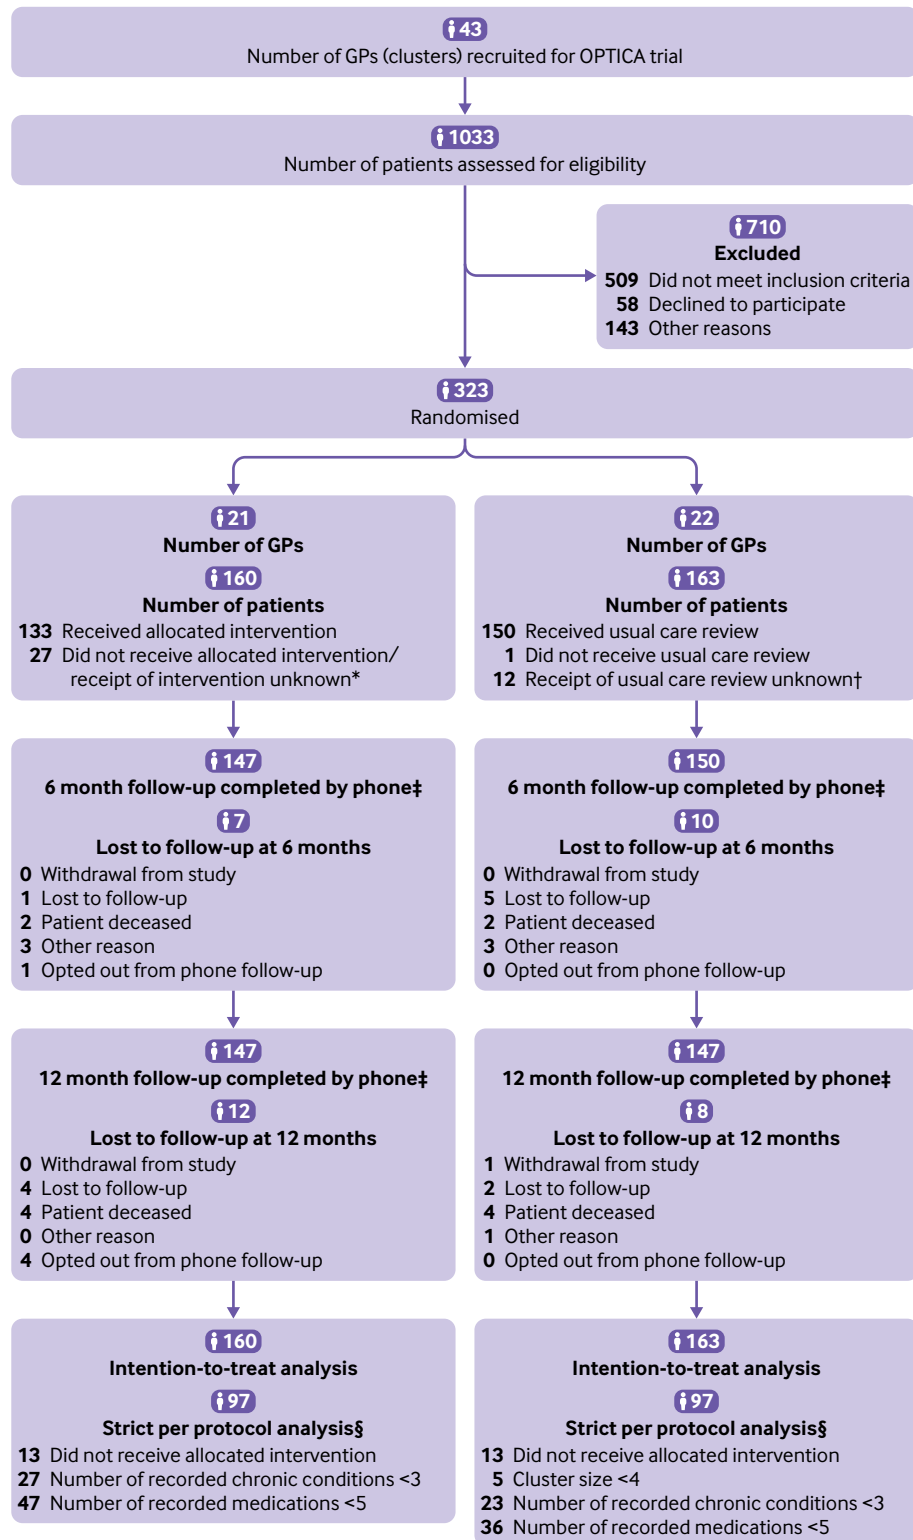 43
Number of GPs (clusters) recruited for OPTICA trial
1033
Number of patients assessed for eligibility
710
Excluded
509 Did not meet inclusion criteria
58 Declined to participate
143 Other reasons
323
Randomised
21
Number of GPs
160
Number of patients
133 Received allocated intervention
27 Did not receive allocated intervention/
receipt of intervention unknown*
22
Number of GPs
163
Number of patients
150 Received usual care review
1 Did not receive usual care review
12 Receipt of usual care review unknown†
147
6 month follow-up completed by phone‡
7
Lost to follow-up at 6 months
0 Withdrawal from study
1 Lost to follow-up
2 Patient deceased
3 Other reason
1 Opted out from phone follow-up
150
6 month follow-up completed by phone‡
10
Lost to follow-up at 6 months
0 Withdrawal from study
5 Lost to follow-up
2 Patient deceased
3 Other reason
0 Opted out from phone follow-up
147
12 month follow-up completed by phone‡
12
Lost to follow-up at 12 months
0 Withdrawal from study
4 Lost to follow-up
4 Patient deceased
0 Other reason
4 Opted out from phone follow-up
147
12 month follow-up completed by phone‡
8
Lost to follow-up at 12 months
1 Withdrawal from study
2 Lost to follow-up
4 Patient deceased
1 Other reason
0 Opted out from phone follow-up
160
Intention-to-treat analysis
97
Strict per protocol analysis§
13 Did not receive allocated intervention
27 Number of recorded chronic conditions <3
47 Number of recorded medications <5
163
Intention-to-treat analysis
97
Strict per protocol analysis§
13 Did not receive allocated intervention
5 Cluster size <4
23 Number of recorded chronic conditions <3
36 Number of recorded medications <5